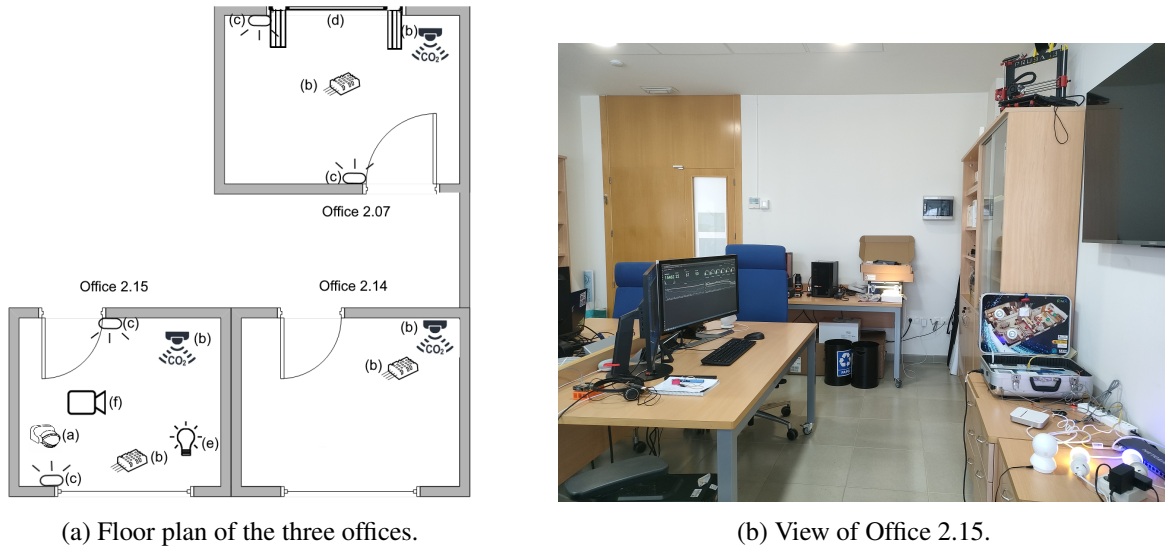 (c)
(d)
(b)
CO₂
(b)
(c)
Office 2.07
Office 2.15
Office 2.14
(c)
(b)
CO₂
(b)
CO₂
(b)
(f)
(a)
(e)
(b)
(c)
PRUSA
(a) Floor plan of the three offices.
(b) View of Office 2.15.